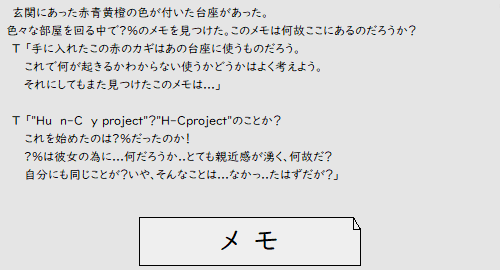 玄関にあった赤青黄橙の色が付いた台座があった。
色々な部屋を回る中で?%のメモを見つけた。このメモは何故ここにあるのだろうか?
T 「手に入れたこの赤のカギはあの台座に使うものだろう。
これで何が起きるかわからない使うかどうかはよく考えよう。
それにしてもまた見つけたこのメモは...」
T 「"Hu n-C y project"?"H-Cproject"のことか?
これを始めたのは?%だったのか!
?%は彼女の為に...何だろうか..とても親近感が湧く、何故だ?
自分にも同じことが?いや、そんなことは...なかっ..たはずだが?」
メモ